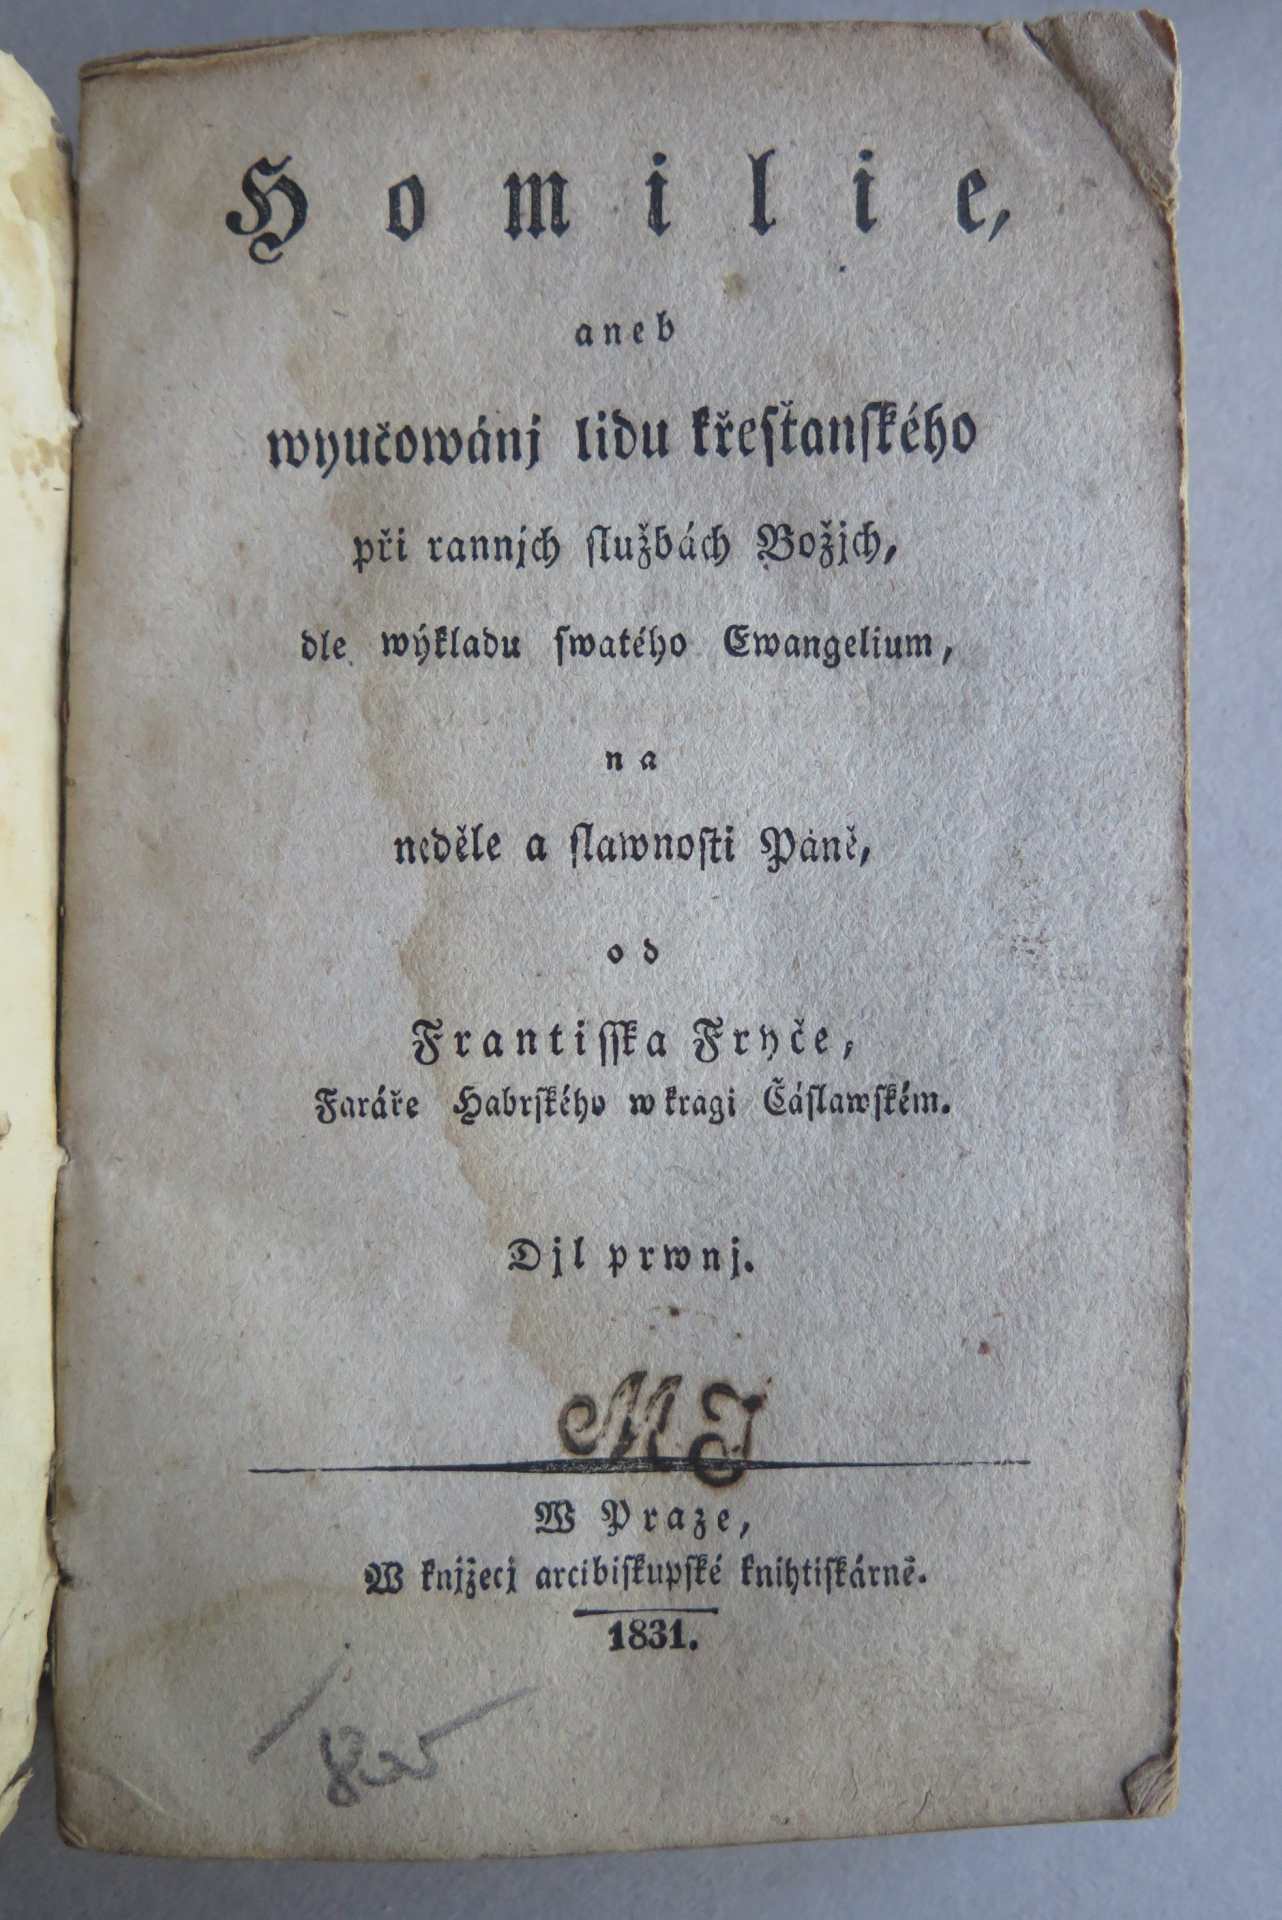 Homilie,
aneb
wyučowánj lidu křesťanského
při rannjch službách Božjch,
dle wýkladu swatého Ewangelium,
na
neděle a slawnosti Páně,
od
Frantisska Fryče,
Faráře Habrského w kragi Čáslawském.
Djl prwnj.
MJ
W Praze,
W knjžecj arcibiskupské knihtiskárně.
1831.